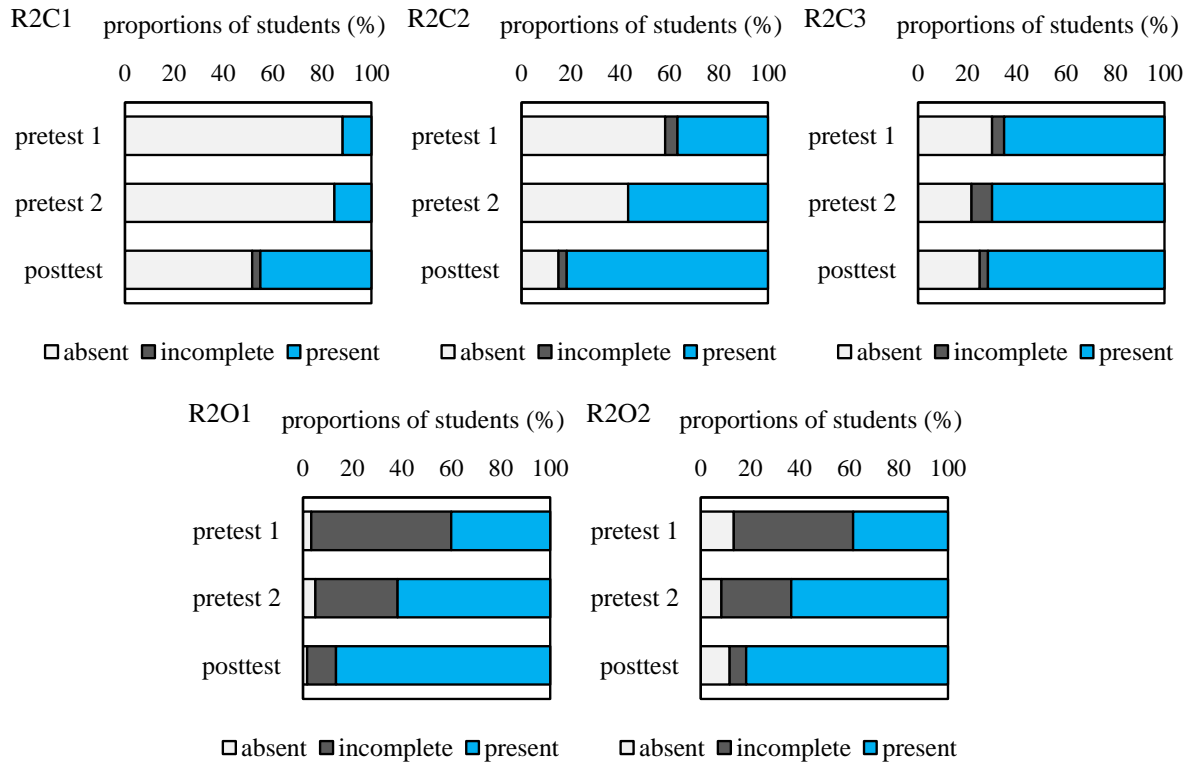 R2C1 proportions of students (%)
0 20 40 60 80 100
pretest 1
pretest 2
posttest
absent incomplete present
R2C2 proportions of students (%)
0 20 40 60 80 100
pretest 1
pretest 2
posttest
absent incomplete present
R2C3 proportions of students (%)
0 20 40 60 80 100
pretest 1
pretest 2
posttest
absent incomplete present
R2O1 proportions of students (%)
0 20 40 60 80 100
pretest 1
pretest 2
posttest
absent incomplete present
R2O2 proportions of students (%)
0 20 40 60 80 100
pretest 1
pretest 2
posttest
absent incomplete present